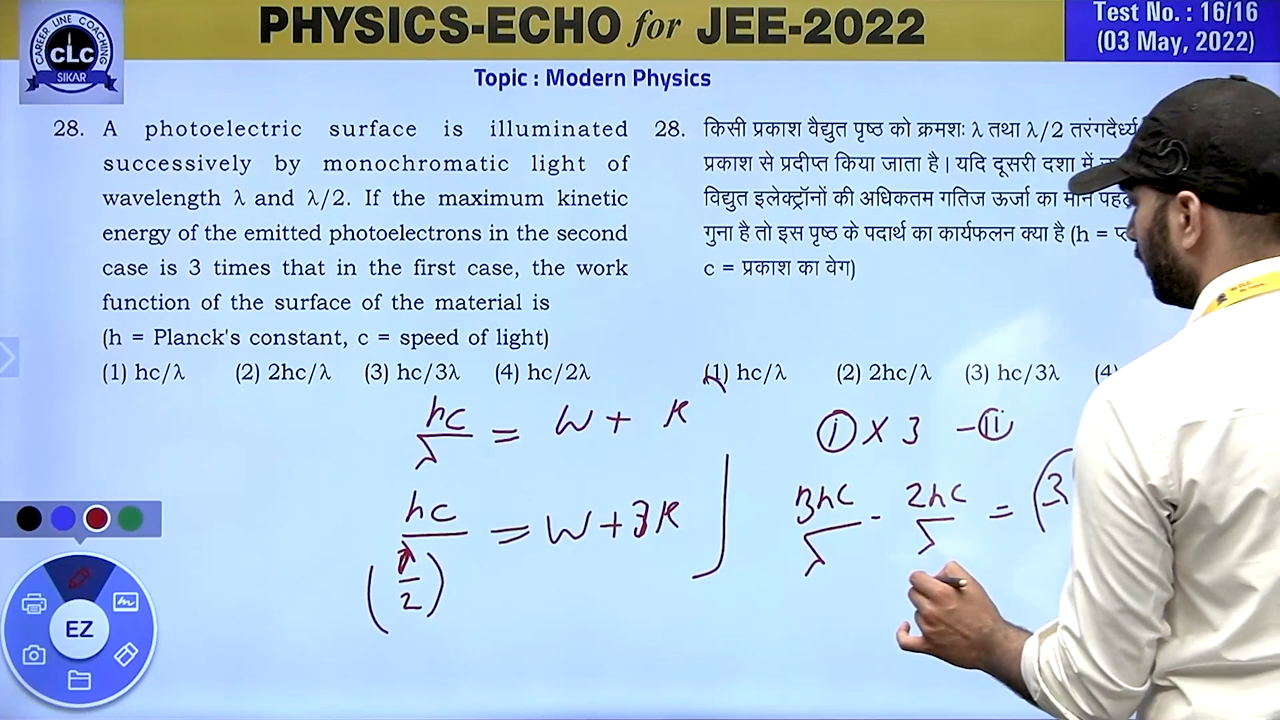 CAREER LINE COACHING
CLC
SIKAR
PHYSICS-ECHO for JEE-2022
Test No. : 16/16
(03 May, 2022)
Topic : Modern Physics
28. A photoelectric surface is illuminated
successively by monochromatic light of
wavelength λ and λ/2. If the maximum kinetic
energy of the emitted photoelectrons in the second
case is 3 times that in the first case, the work
function of the surface of the material is
(h = Planck's constant, c = speed of light)
(1) hc/λ (2) 2hc/λ (3) hc/3λ (4) hc/2λ
28. किसी प्रकाश वैद्युत पृष्ठ को क्रमशः λ तथा λ/2 तरंगदैर्ध्य
प्रकाश से प्रदीप्त किया जाता है। यदि दूसरी दशा में
विद्युत इलेक्ट्रॉनों की अधिकतम गतिज ऊर्जा का मान
गुना है तो इस पृष्ठ के पदार्थ का कार्यफलन क्या है (h =
c = प्रकाश का वेग)
(1) hc/λ (2) 2hc/λ (3) hc/3λ (4)
hc/λ = W + K
hc/(λ/2) = W + 3K
(i) X 3 - (ii)
3hc/λ - 2hc/λ = (3
EZ